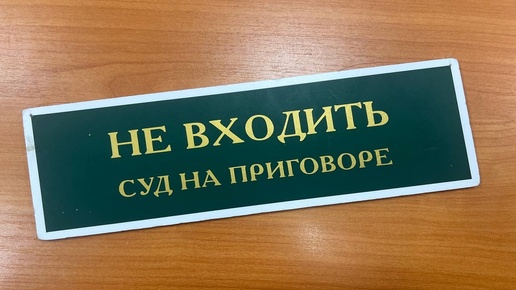 НЕ ВХОДИТЬ
СУД НА ПРИГОВОРЕ